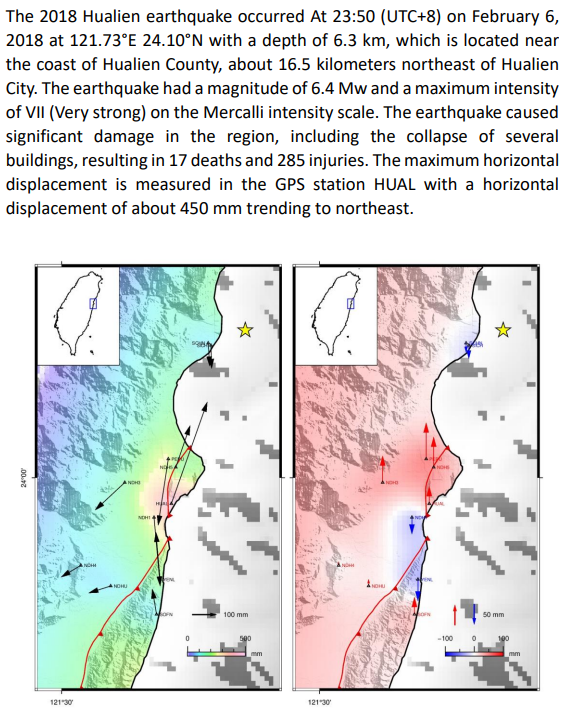 The 2018 Hualien earthquake occurred At 23:50 (UTC+8) on February 6,
2018 at 121.73°E 24.10°N with a depth of 6.3 km, which is located near
the coast of Hualien County, about 16.5 kilometers northeast of Hualien
City. The earthquake had a magnitude of 6.4 Mw and a maximum intensity
of VII (Very strong) on the Mercalli intensity scale. The earthquake caused
significant damage in the region, including the collapse of several
buildings, resulting in 17 deaths and 285 injuries. The maximum horizontal
displacement is measured in the GPS station HUAL with a horizontal
displacement of about 450 mm trending to northeast.
24°00'
NDHS
NDHI
NDHU
100 mm
0 500
mm
121°30'
HUAL
NDHU
50 mm
−100 0 100
mm
121°30'